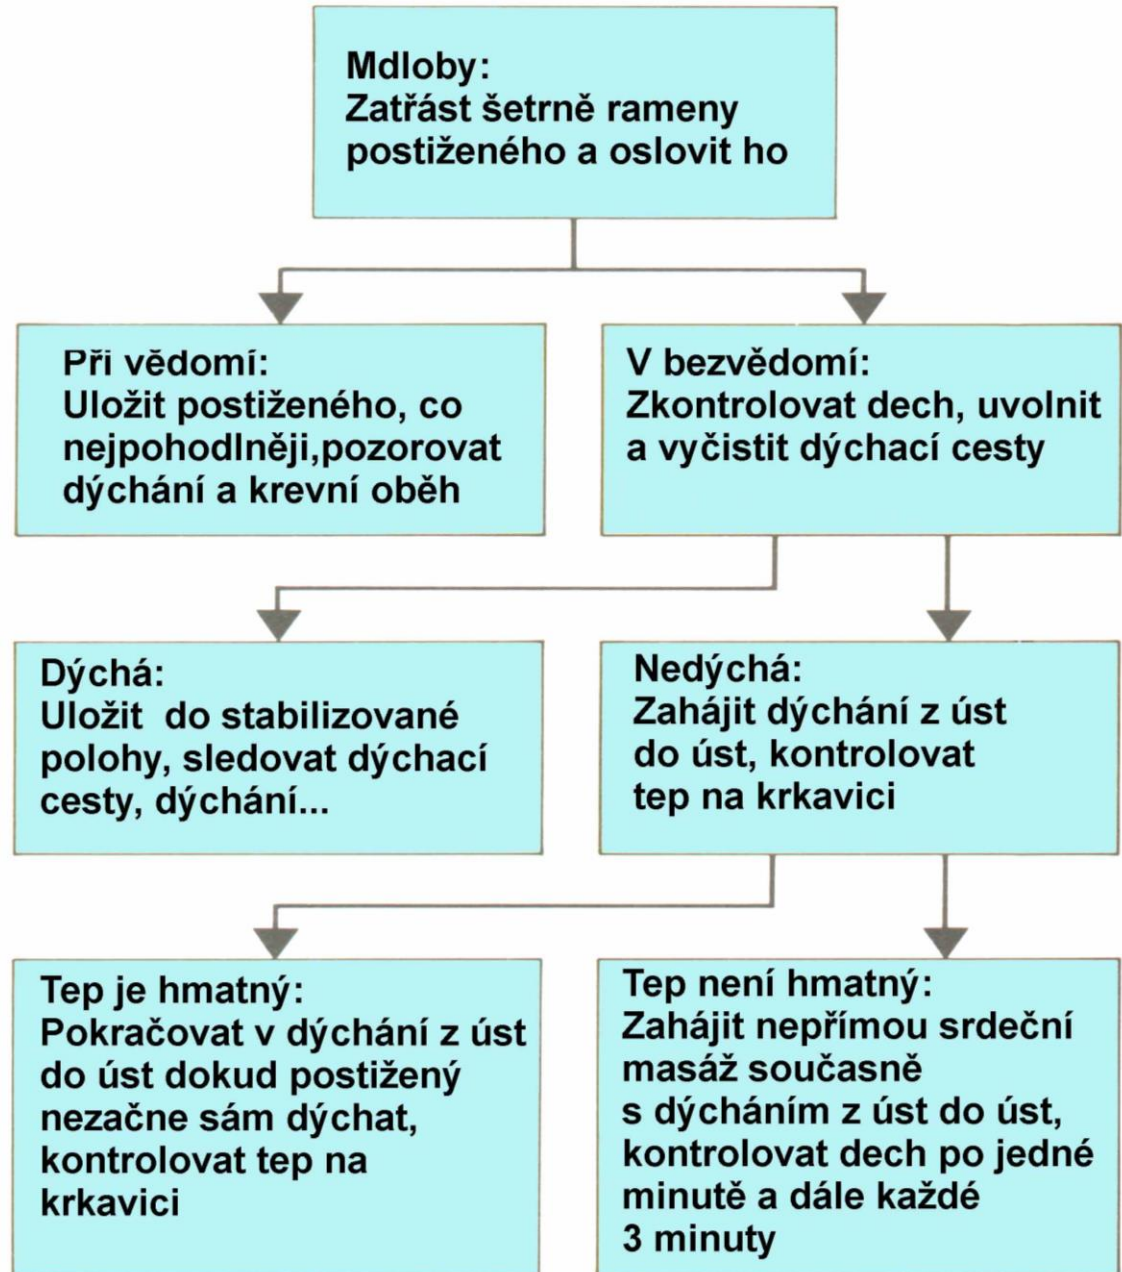 Mdloby:
Zatřást šetrně rameny
postiženého a oslovit ho
Při vědomí:
Uložit postiženého, co
nejpohodlněji,pozorovat
dýchání a krevní oběh
V bezvědomí:
Zkontrolovat dech, uvolnit
a vyčistit dýchací cesty
Dýchá:
Uložit do stabilizované
polohy, sledovat dýchací
cesty, dýchání...
Nedýchá:
Zahájit dýchání z úst
do úst, kontrolovat
tep na krkavici
Tep je hmatný:
Pokračovat v dýchání z úst
do úst dokud postižený
nezačne sám dýchat,
kontrolovat tep na
krkavici
Tep není hmatný:
Zahájit nepřímou srdeční
masáž současně
s dýcháním z úst do úst,
kontrolovat dech po jedné
minutě a dále každé
3 minuty